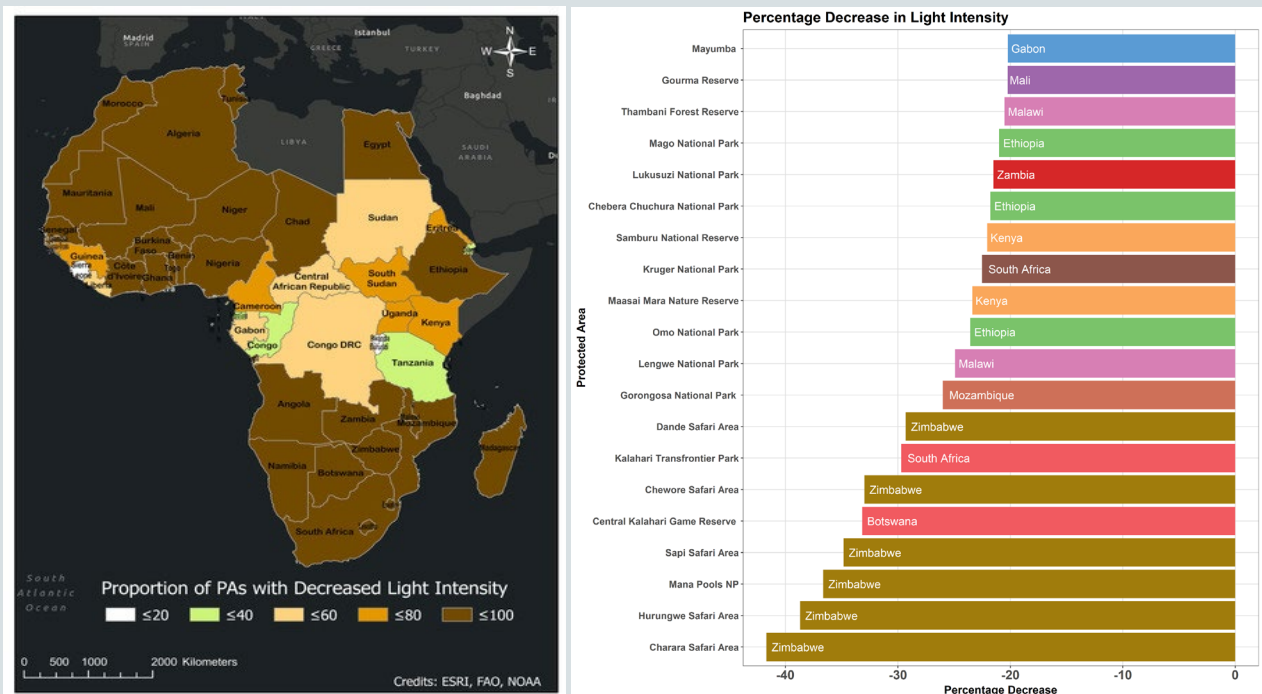 Madrid
SPAIN
Istanbul
GREECE
TURKEY
N
W
E
S
Baghdad
Tunisia
Morocco
Algeria
LIBYA
Egypt
SAUDI
ARABIA
Mauritania
Mali
Niger
Chad
Sudan
Eritrea
Senegal
Burkina
Faso
Guinea
Benin
Sierra
Leone
Côte
d'Ivoire
Ghana
Togo
Liberia
Nigeria
Ethiopia
Central
African Republic
South
Sudan
Cameroon
Uganda
Kenya
Gabon
Congo
Congo DRC
Tanzania
Angola
Zambia
Mozambique
Zimbabwe
Madagascar
Namibia
Botswana
South Africa
South
Atlantic
Ocean
Proportion of PAs with Decreased Light Intensity
≤20 ≤40 ≤60 ≤80 ≤100
0 500 1000 2000 Kilometers
Credits: ESRI, FAO, NOAA
Percentage Decrease in Light Intensity
Protected Area
Mayumba Gabon
Gourma Reserve Mali
Thambani Forest Reserve Malawi
Mago National Park Ethiopia
Lukusuzi National Park Zambia
Chebera Chuchura National Park Ethiopia
Samburu National Reserve Kenya
Kruger National Park South Africa
Maasai Mara Nature Reserve Kenya
Omo National Park Ethiopia
Lengwe National Park Malawi
Gorongosa National Park Mozambique
Dande Safari Area Zimbabwe
Kalahari Transfrontier Park South Africa
Chewore Safari Area Zimbabwe
Central Kalahari Game Reserve Botswana
Sapi Safari Area Zimbabwe
Mana Pools NP Zimbabwe
Hurungwe Safari Area Zimbabwe
Charara Safari Area Zimbabwe
-40 -30 -20 -10 0
Percentage Decrease